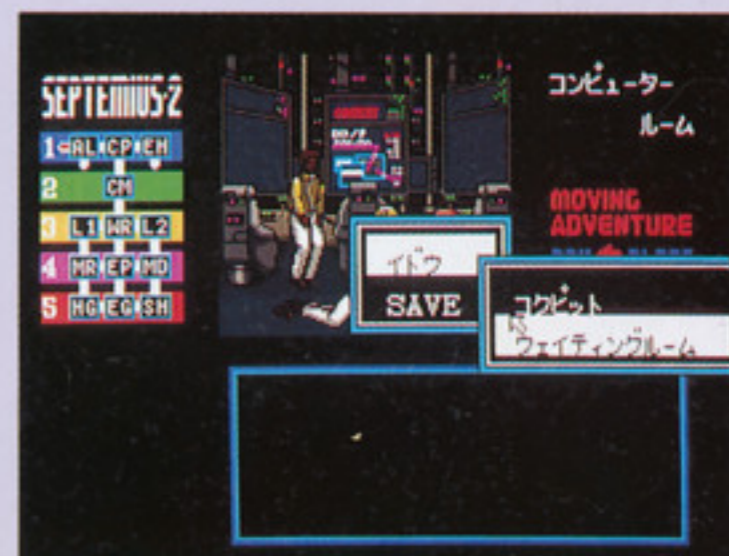 SEPTEMIUS-2
1 AL CP EH
2 CM
3 L1 WR L2
4 MR EP MD
5 HG EG SH
コンピューター
ルーム
MOVING
ADVENTURE
イドウ
SAVE
コクピット
ウェイティングルーム